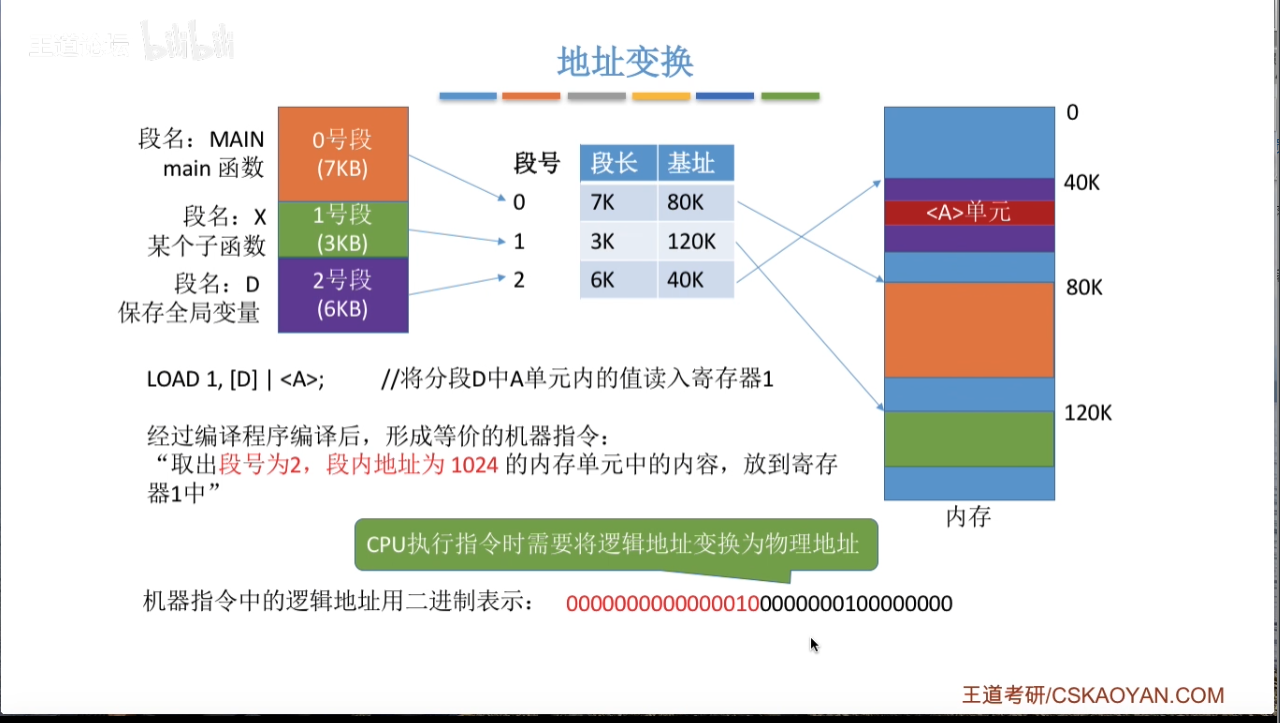 王道论坛 bilibili
地址变换
段名：MAIN
main 函数
0号段
(7KB)
段名：X
某个子函数
1号段
(3KB)
段名：D
保存全局变量
2号段
(6KB)
段号 段长 基址
0 7K 80K
1 3K 120K
2 6K 40K
0
40K
<A>单元
80K
120K
内存
LOAD 1, [D] | <A>; //将分段D中A单元内的值读入寄存器1
经过编译程序编译后，形成等价的机器指令：
“取出段号为2，段内地址为 1024 的内存单元中的内容，放到寄存
器1中”
CPU执行指令时需要将逻辑地址变换为物理地址
机器指令中的逻辑地址用二进制表示： 00000000000000100000000100000000
王道考研/CSKAOYAN.COM